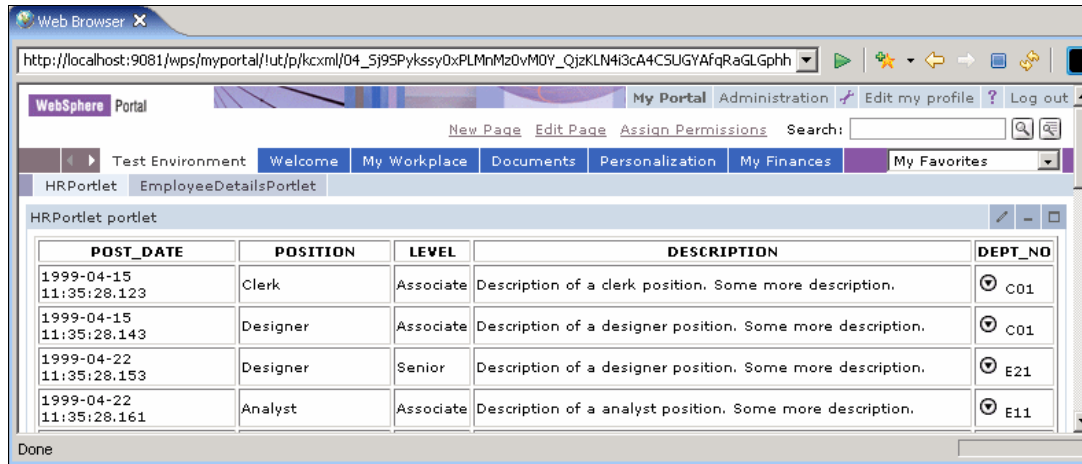 Web Browser
http://localhost:9081/wps/myportal/!ut/p/kcxml/04_Sj9SPykssy0xPLMnMz0vM0Y_QjzKLN4i3cA4CSUGYAfqRaGLGphh
WebSphere Portal
My Portal Administration Edit my profile ? Log out
New Page Edit Page Assign Permissions Search:
Test Environment Welcome My Workplace Documents Personalization My Finances My Favorites
HRPortlet EmployeeDetailsPortlet
HRPortlet portlet
POST_DATE POSITION LEVEL DESCRIPTION DEPT_NO
1999-04-15
11:35:28.123 Clerk Associate Description of a clerk position. Some more description. C01
1999-04-15
11:35:28.143 Designer Associate Description of a designer position. Some more description. C01
1999-04-22
11:35:28.153 Designer Senior Description of a designer position. Some more description. E21
1999-04-22
11:35:28.161 Analyst Associate Description of a analyst position. Some more description. E11
Done